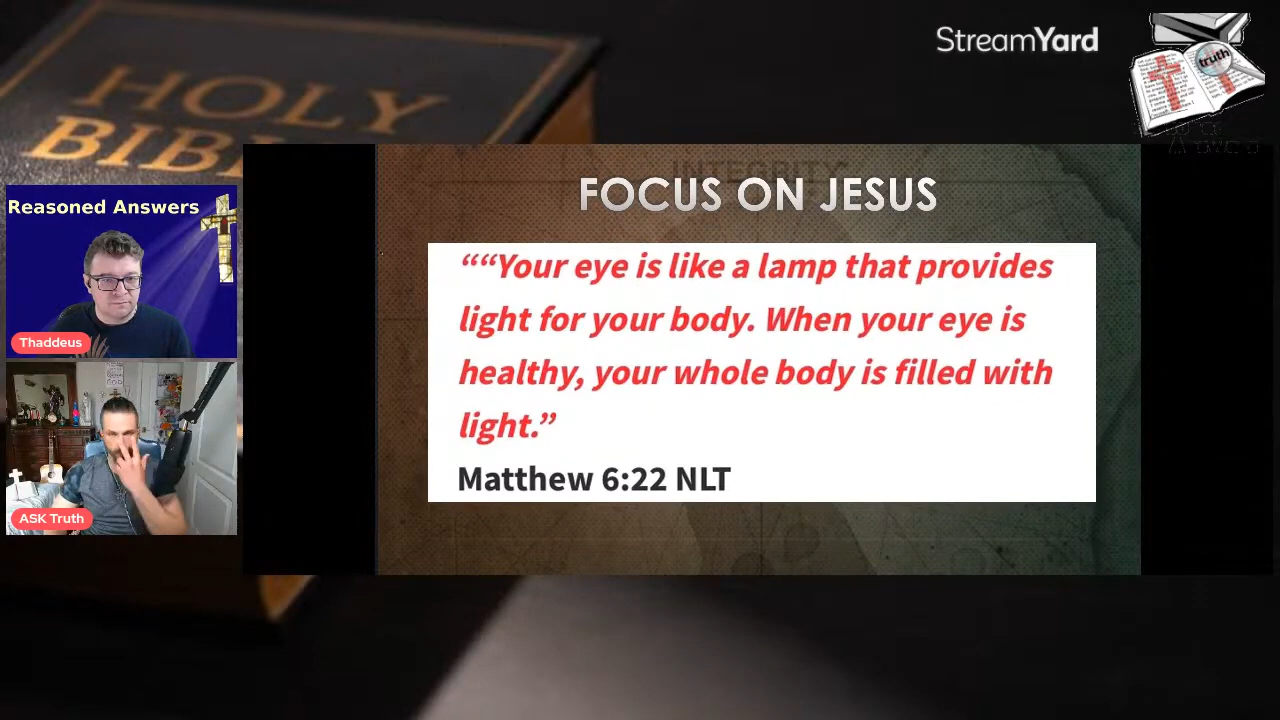 HOLY
BIB
StreamYard
truth
Reasoned Answers
Thaddeus
ASK Truth
INTEGRITY
FOCUS ON JESUS
““Your eye is like a lamp that provides
light for your body. When your eye is
healthy, your whole body is filled with
light.”
Matthew 6:22 NLT